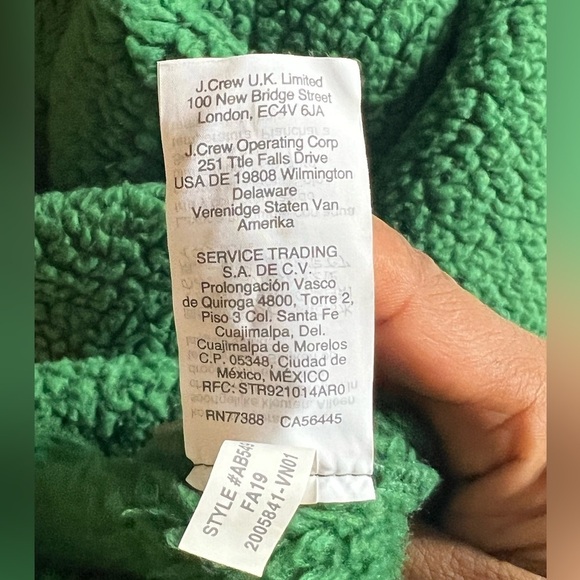 J.Crew U.K. Limited
100 New Bridge Street
London, EC4V 6JA
J.Crew Operating Corp
251 Ttle Falls Drive
USA DE 19808 Wilmington
Delaware
Verenidge Staten Van
Amerika
SERVICE TRADING
S.A. DE C.V.
Prolongación Vasco
de Quiroga 4800, Torre 2,
Piso 3 Col. Santa Fe
Cuajimalpa, Del.
Cuajimalpa de Morelos
C.P. 05348, Ciudad de
México, MÉXICO
RFC: STR921014AR0
RN77388 CA56445
STYLE #AB545
FA19
2005841-VN01